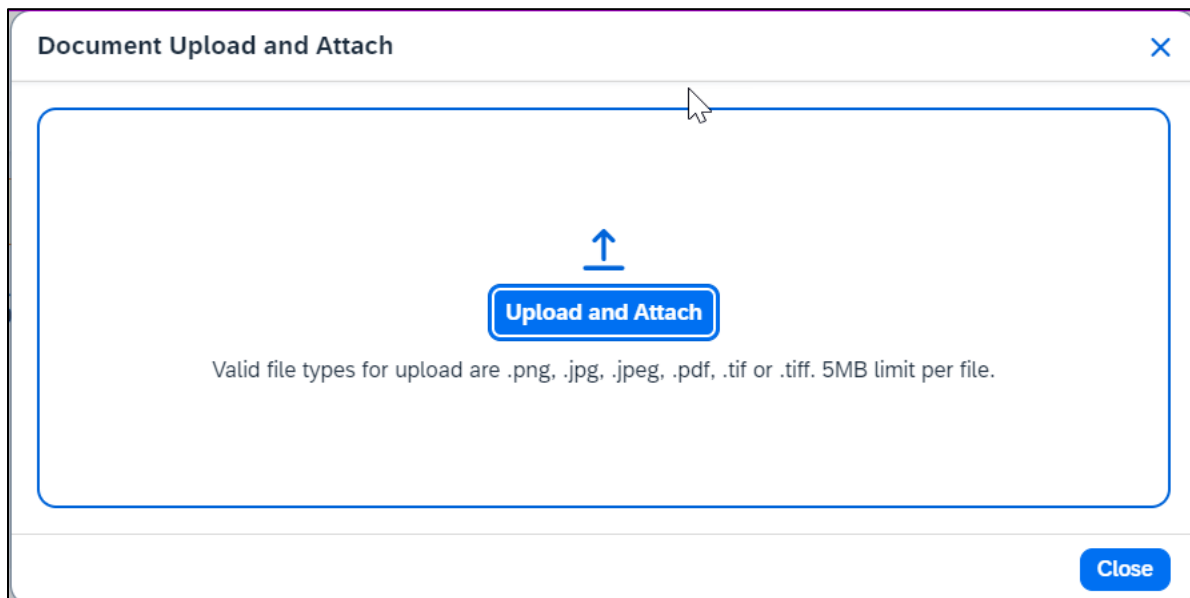 Document Upload and Attach
Upload and Attach
Valid file types for upload are .png, .jpg, .jpeg, .pdf, .tif or .tiff. 5MB limit per file.
Close